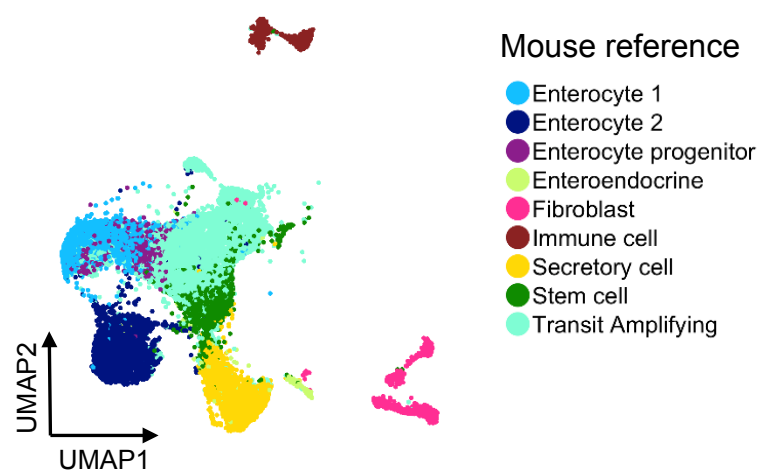 Mouse reference
Enterocyte 1
Enterocyte 2
Enterocyte progenitor
Enteroendocrine
Fibroblast
Immune cell
Secretory cell
Stem cell
Transit Amplifying
UMAP2
UMAP1